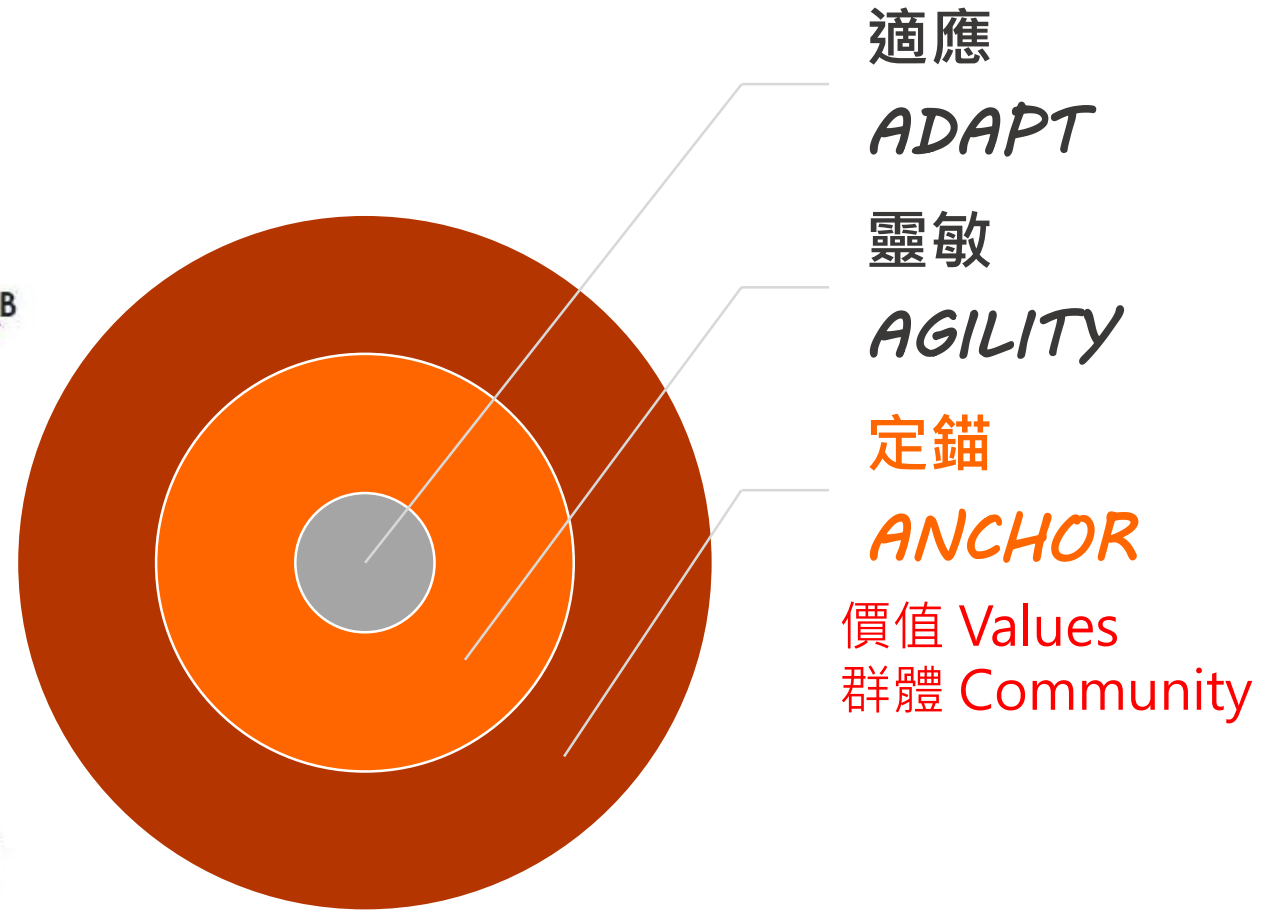 適應
ADAPT
靈敏
B
AGILITY
定錨
ANCHOR
價值 Values
群體 Community